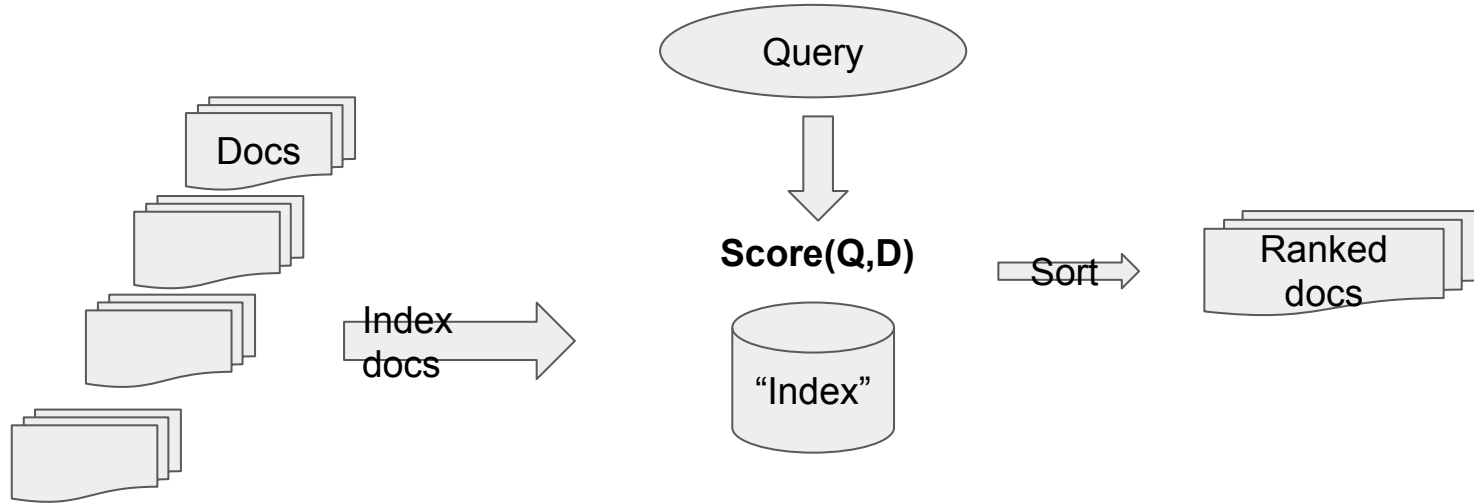 Query
Docs
Score(Q,D)
Sort
Ranked
docs
Index
docs
“Index”